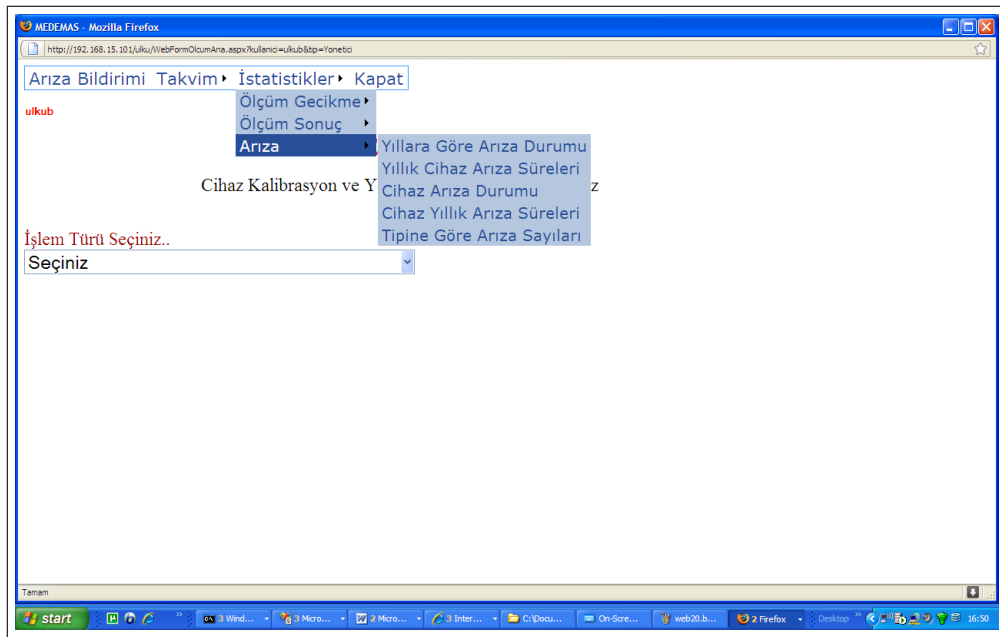 MEDEMAS - Mozilla Firefox
http://192.168.15.101/ulku/WebFormOlcumAna.aspx?kullanici=ulkub&tip=Yonetici
Arıza Bildirimi Takvim İstatistikler Kapat
Ölçüm Gecikme
ulkub
Ölçüm Sonuç
Arıza
Yıllara Göre Arıza Durumu
Yıllık Cihaz Arıza Süreleri
Cihaz Kalibrasyon ve Y z
Cihaz Arıza Durumu
Cihaz Yıllık Arıza Süreleri
Tipine Göre Arıza Sayıları
İşlem Türü Seçiniz..
Seçiniz
Tamam
start 3 Wind... 3 Micro... 2 Micro... 3 Inter... C:\Docu... On-Scre... web20.b... 2 Firefox Desktop 16:50